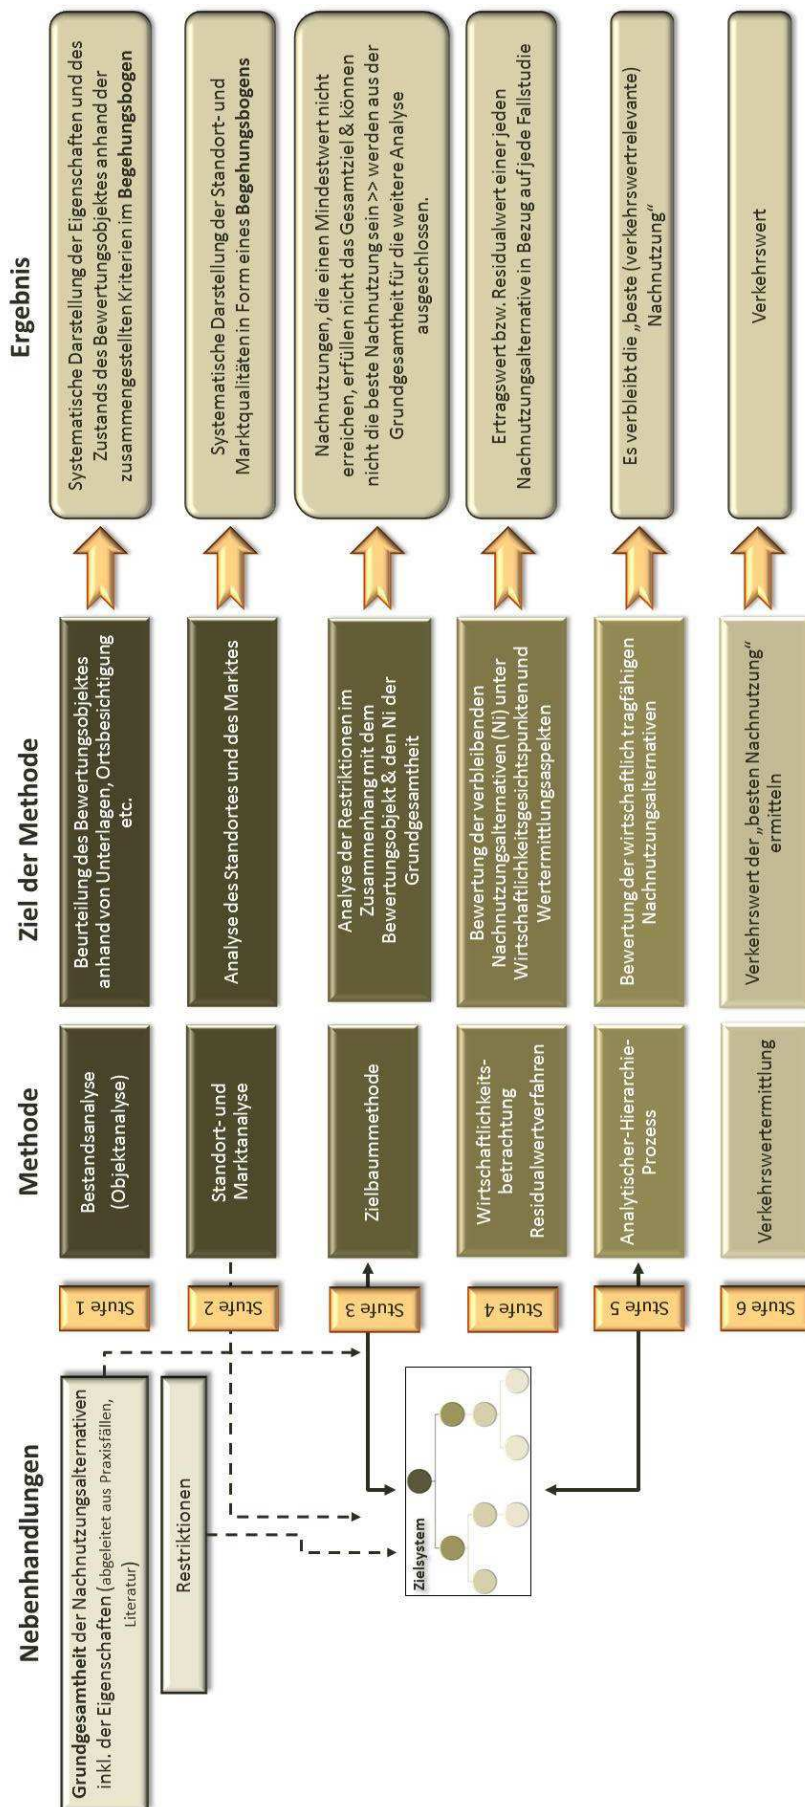 Nebenhandlungen
Methode
Ziel der Methode
Ergebnis
Grundgesamtheit der Nachnutzungsalternativen
inkl. der Eigenschaften (abgeleitet aus Praxisfällen,
Literatur)
Restriktionen
Zielsystem
Stufe 1
Bestandsanalyse
(Objektanalyse)
Beurteilung des Bewertungsobjektes
anhand von Unterlagen, Ortsbesichtigung
etc.
Systematische Darstellung der Eigenschaften und des
Zustands des Bewertungsobjektes anhand der
zusammengestellten Kriterien im Begehungsbogen
Stufe 2
Standort- und
Marktanalyse
Analyse des Standortes und des Marktes
Systematische Darstellung der Standort- und
Marktqualitäten in Form eines Begehungsbogens
Stufe 3
Zielbaummethode
Analyse der Restriktionen im
Zusammenhang mit dem
Bewertungsobjekt & den Ni der
Grundgesamtheit
Nachnutzungen, die einen Mindestwert nicht
erreichen, erfüllen nicht das Gesamtziel & können
nicht die beste Nachnutzung sein >> werden aus der
Grundgesamtheit für die weitere Analyse
ausgeschlossen.
Stufe 4
Wirtschaftlichkeits-
betrachtung
Residualwertverfahren
Bewertung der verbleibenden
Nachnutzungsalternativen (Ni) unter
Wirtschaftlichkeitsgesichtspunkten und
Wertermittlungsaspekten
Ertragswert bzw. Residualwert einer jeden
Nachnutzungsalternative in Bezug auf jede Fallstudie
Stufe 5
Analytischer-Hierarchie-
Prozess
Bewertung der wirtschaftlich tragfähigen
Nachnutzungsalternativen
Es verbleibt die „beste (verkehrswertrelevante)
Nachnutzung“
Stufe 6
Verkehrswertermittlung
Verkehrswert der „besten Nachnutzung“
ermitteln
Verkehrswert